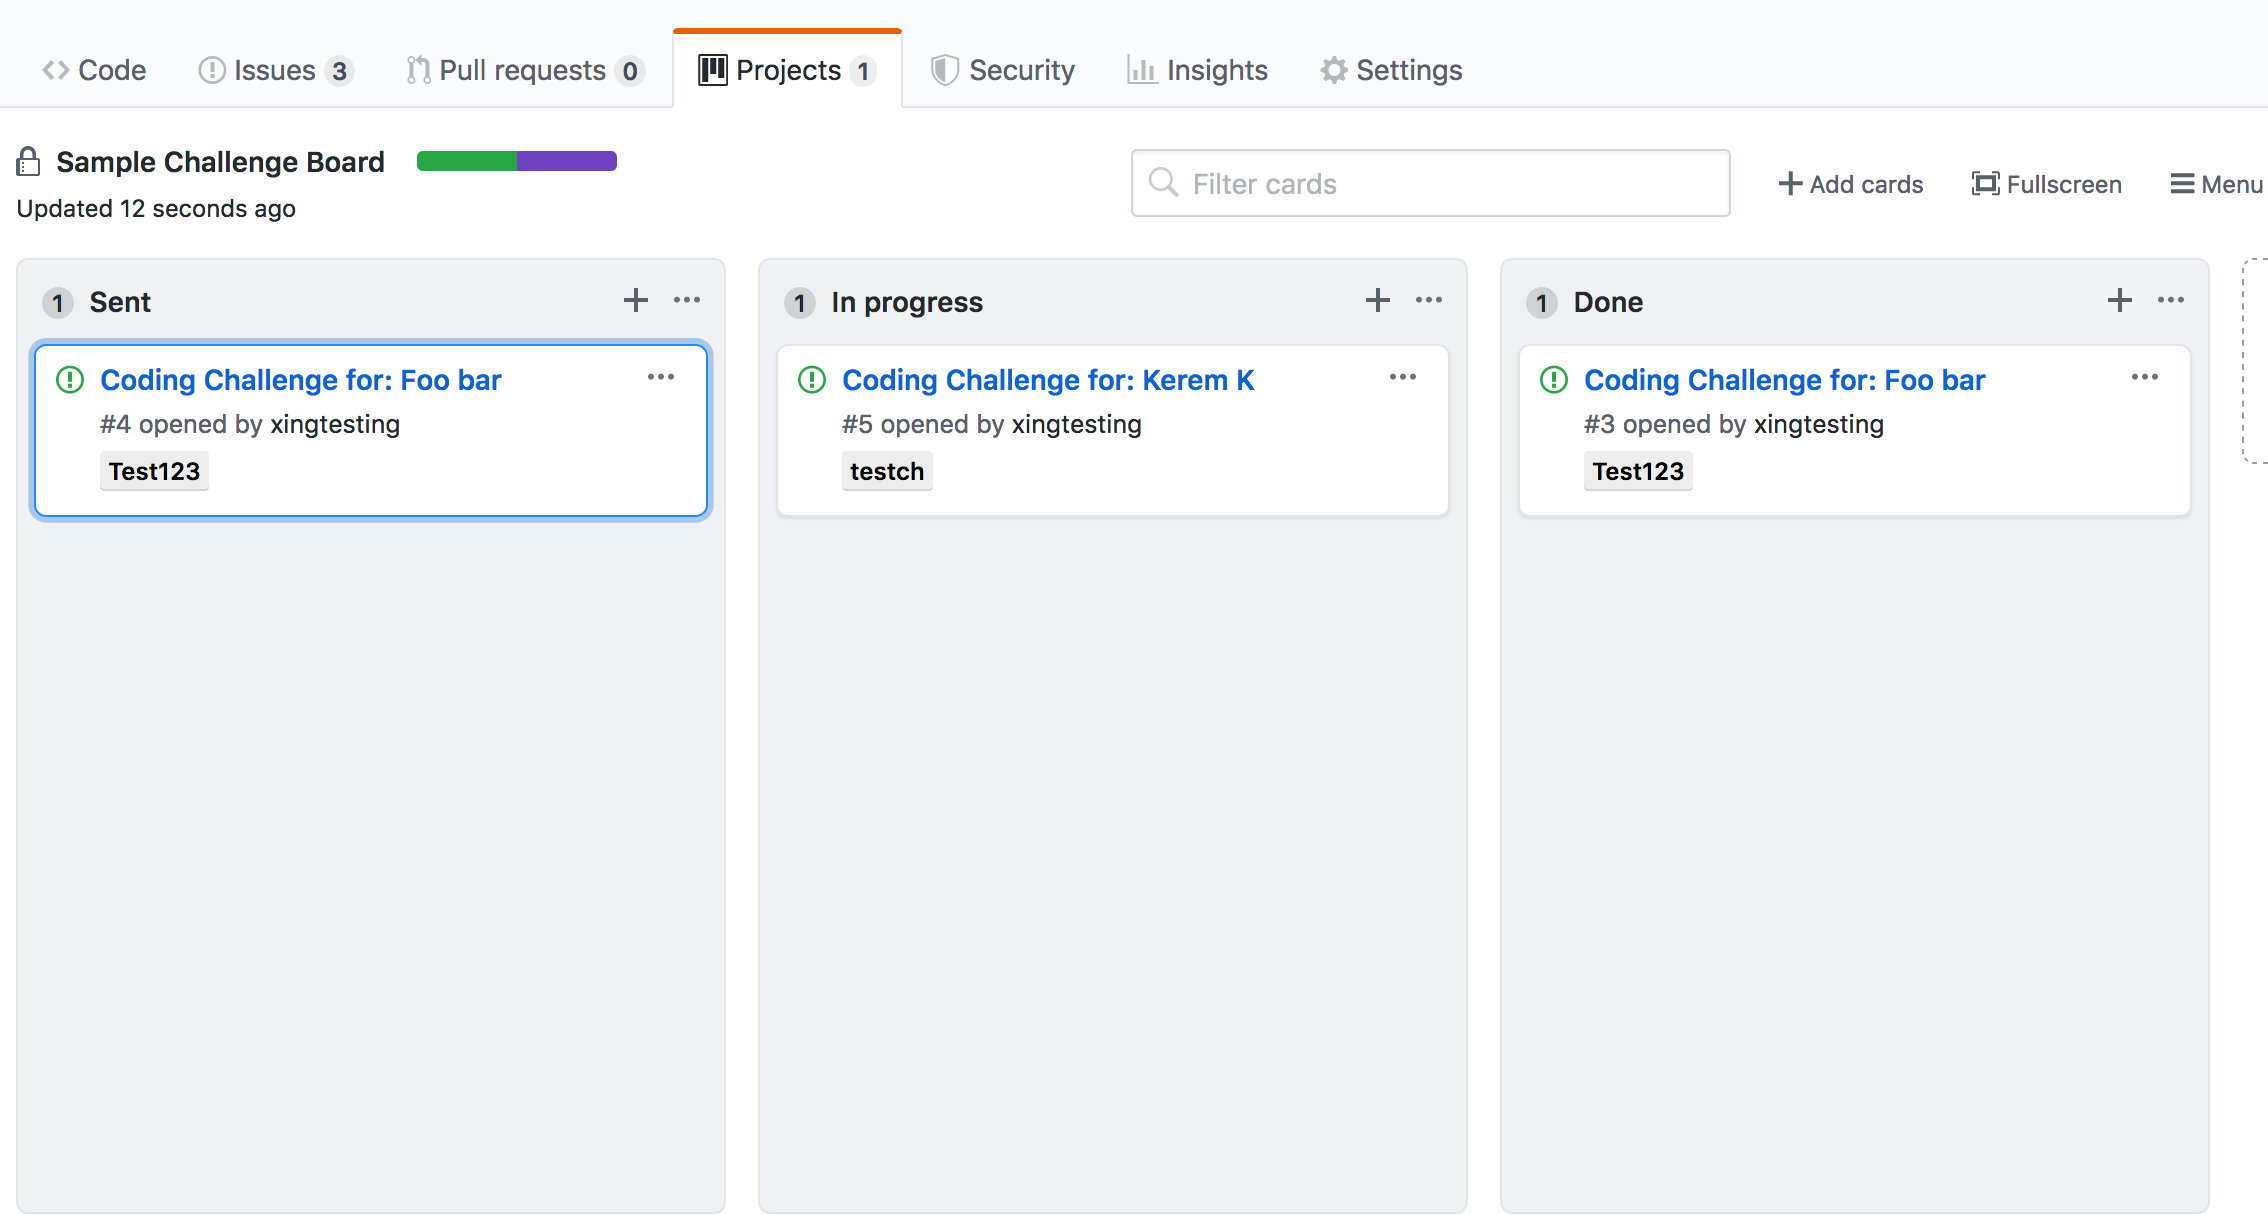 Code Issues 3 Pull requests 0 Projects 1 Security Insights Settings
Sample Challenge Board
Updated 12 seconds ago
Filter cards
Add cards Fullscreen Menu
1 Sent
Coding Challenge for: Foo bar
#4 opened by xingtesting
Test123
1 In progress
Coding Challenge for: Kerem K
#5 opened by xingtesting
testch
1 Done
Coding Challenge for: Foo bar
#3 opened by xingtesting
Test123